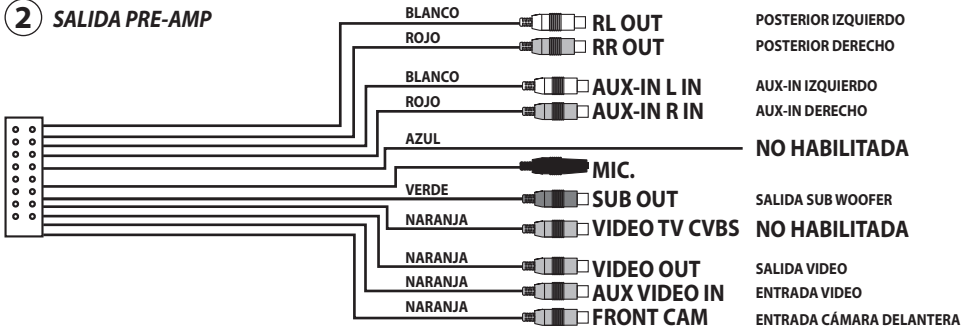 2 SALIDA PRE-AMP
BLANCO RL OUT POSTERIOR IZQUIERDO
ROJO RR OUT POSTERIOR DERECHO
BLANCO AUX-IN L IN AUX-IN IZQUIERDO
ROJO AUX-IN R IN AUX-IN DERECHO
AZUL NO HABILITADA
MIC.
VERDE SUB OUT SALIDA SUB WOOFER
NARANJA VIDEO TV CVBS NO HABILITADA
NARANJA VIDEO OUT SALIDA VIDEO
NARANJA AUX VIDEO IN ENTRADA VIDEO
NARANJA FRONT CAM ENTRADA CÁMARA DELANTERA